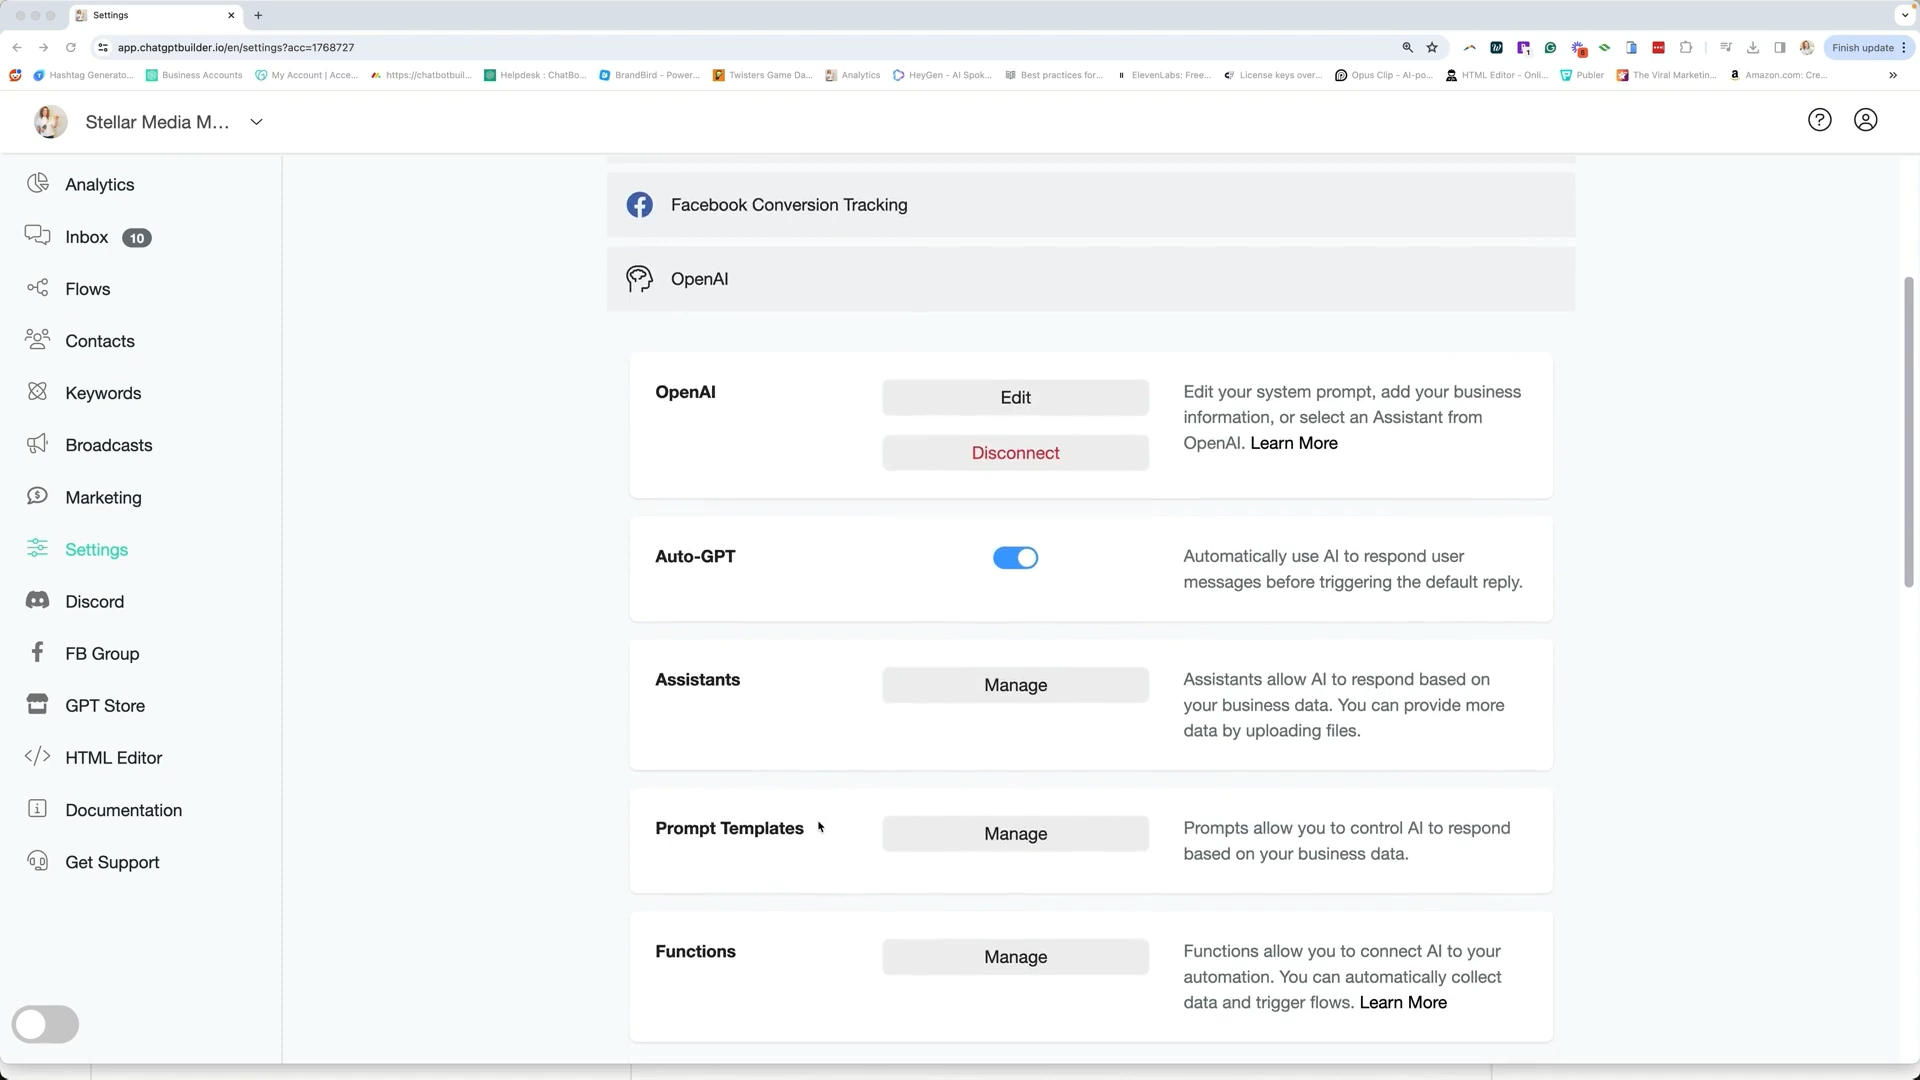 Settings
app.chatgptbuilder.io/en/settings?acc=1768727
Finish update
Hashtag Generato...
Business Accounts
My Account | Acce...
https://chatbotbuil...
Helpdesk : ChatBo...
BrandBird - Power...
Twisters Game Da...
Analytics
HeyGen - AI Spok...
Best practices for...
ElevenLabs: Free...
License keys over...
Opus Clip - AI-po...
HTML Editor - Onli...
Publer
The Viral Marketin...
Amazon.com: Cre...
Stellar Media M...
Analytics
Inbox 10
Flows
Contacts
Keywords
Broadcasts
Marketing
Settings
Discord
FB Group
GPT Store
HTML Editor
Documentation
Get Support
Facebook Conversion Tracking
OpenAI
OpenAI
Edit
Disconnect
Edit your system prompt, add your business
information, or select an Assistant from
OpenAI. Learn More
Auto-GPT
Automatically use AI to respond user
messages before triggering the default reply.
Assistants
Manage
Assistants allow AI to respond based on
your business data. You can provide more
data by uploading files.
Prompt Templates
Manage
Prompts allow you to control AI to respond
based on your business data.
Functions
Manage
Functions allow you to connect AI to your
automation. You can automatically collect
data and trigger flows. Learn More